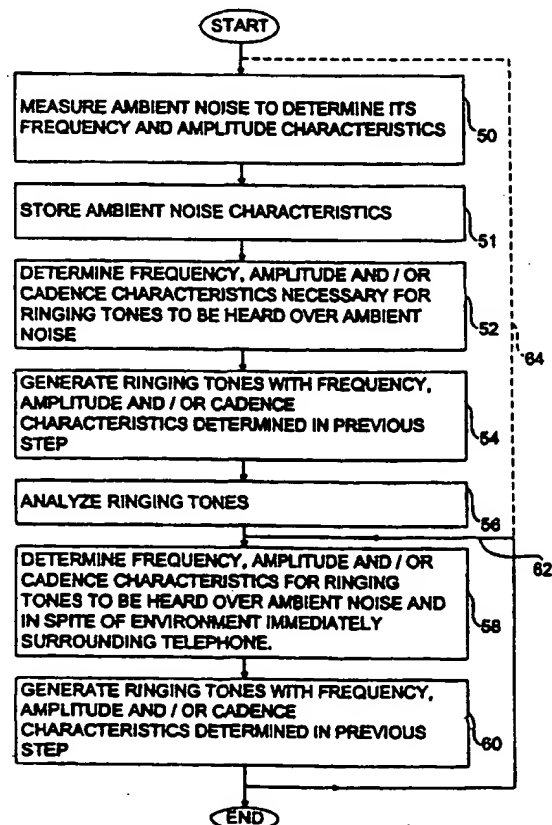 START
MEASURE AMBIENT NOISE TO DETERMINE ITS
FREQUENCY AND AMPLITUDE CHARACTERISTICS
50
STORE AMBIENT NOISE CHARACTERISTICS
51
DETERMINE FREQUENCY, AMPLITUDE AND / OR
CADENCE CHARACTERISTICS NECESSARY FOR
RINGING TONES TO BE HEARD OVER AMBIENT
NOISE
52
64
GENERATE RINGING TONES WITH FREQUENCY,
AMPLITUDE AND / OR CADENCE
CHARACTERISTICS DETERMINED IN PREVIOUS
STEP
54
ANALYZE RINGING TONES
56
62
DETERMINE FREQUENCY, AMPLITUDE AND / OR
CADENCE CHARACTERISTICS FOR RINGING
TONES TO BE HEARD OVER AMBIENT NOISE AND
IN SPITE OF ENVIRONMENT IMMEDIATELY
SURROUNDING TELEPHONE.
58
GENERATE RINGING TONES WITH FREQUENCY,
AMPLITUDE AND / OR CADENCE
CHARACTERISTICS DETERMINED IN PREVIOUS
STEP
60
END